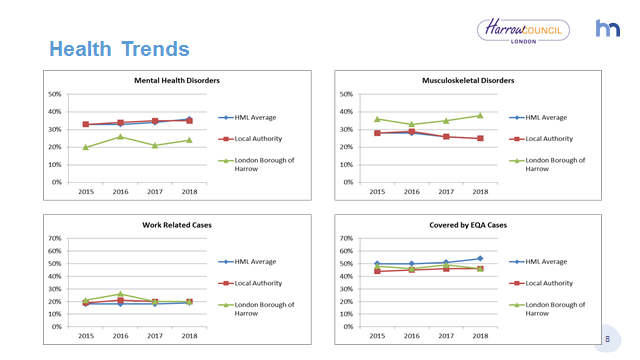 HarrowCOUNCIL
LONDON
hm
Health Trends
Mental Health Disorders
50%
40%
30%
20%
10%
0%
2015 2016 2017 2018
HML Average
Local Authority
London Borough of
Harrow
Musculoskeletal Disorders
50%
40%
30%
20%
10%
0%
2015 2016 2017 2018
HML Average
Local Authority
London Borough of
Harrow
Work Related Cases
70%
60%
50%
40%
30%
20%
10%
0%
2015 2016 2017 2018
HML Average
Local Authority
London Borough of
Harrow
Covered by EQA Cases
70%
60%
50%
40%
30%
20%
10%
0%
2015 2016 2017 2018
HML Average
Local Authority
London Borough of
Harrow
8